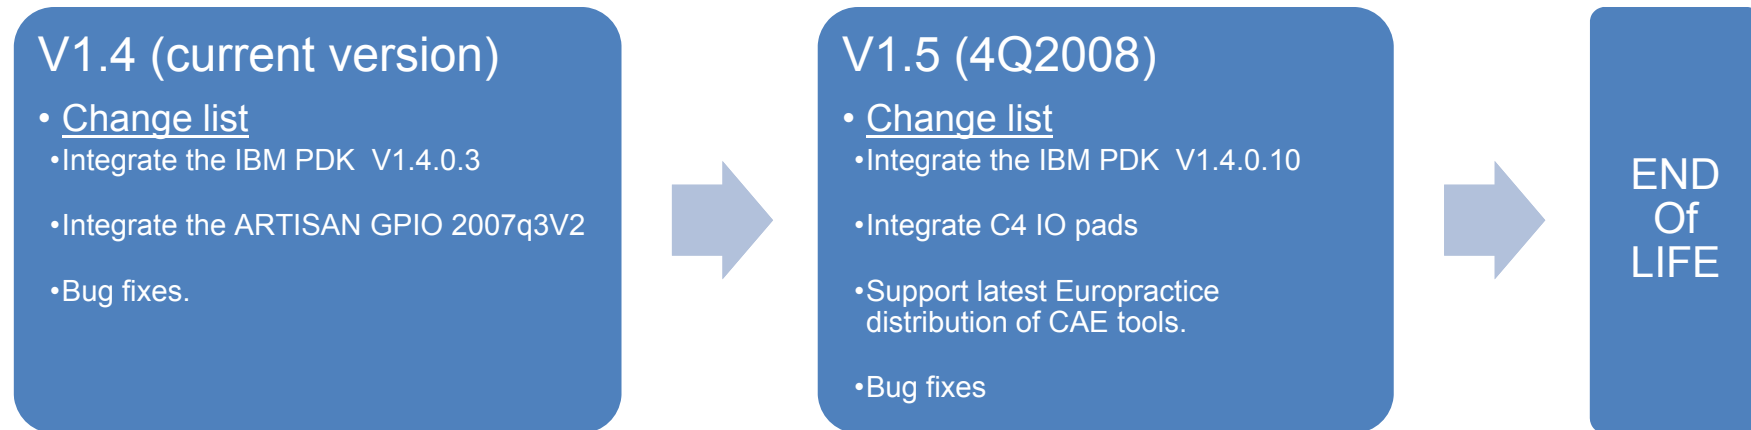 V1.4 (current version)
• Change list
•Integrate the IBM PDK V1.4.0.3
•Integrate the ARTISAN GPIO 2007q3V2
•Bug fixes.
V1.5 (4Q2008)
• Change list
•Integrate the IBM PDK V1.4.0.10
•Integrate C4 IO pads
•Support latest Europractice
distribution of CAE tools.
•Bug fixes
END
Of
LIFE